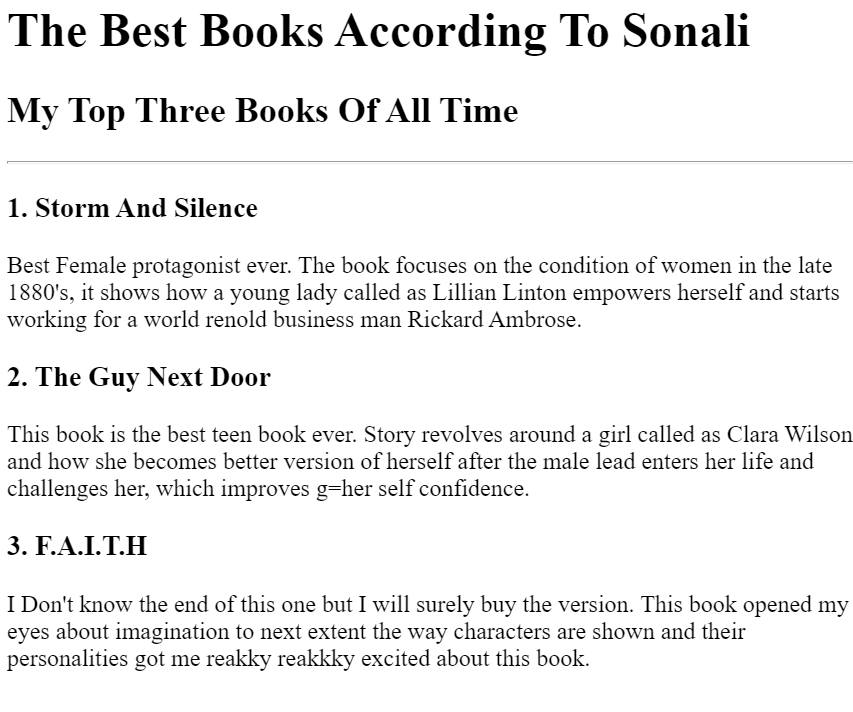 The Best Books According To Sonali
My Top Three Books Of All Time
1. Storm And Silence
Best Female protagonist ever. The book focuses on the condition of women in the late
1880's, it shows how a young lady called as Lillian Linton empowers herself and starts
working for a world renold business man Rickard Ambrose.
2. The Guy Next Door
This book is the best teen book ever. Story revolves around a girl called as Clara Wilson
and how she becomes better version of herself after the male lead enters her life and
challenges her, which improves g=her self confidence.
3. F.A.I.T.H
I Don't know the end of this one but I will surely buy the version. This book opened my
eyes about imagination to next extent the way characters are shown and their
personalities got me reakky reakkky excited about this book.